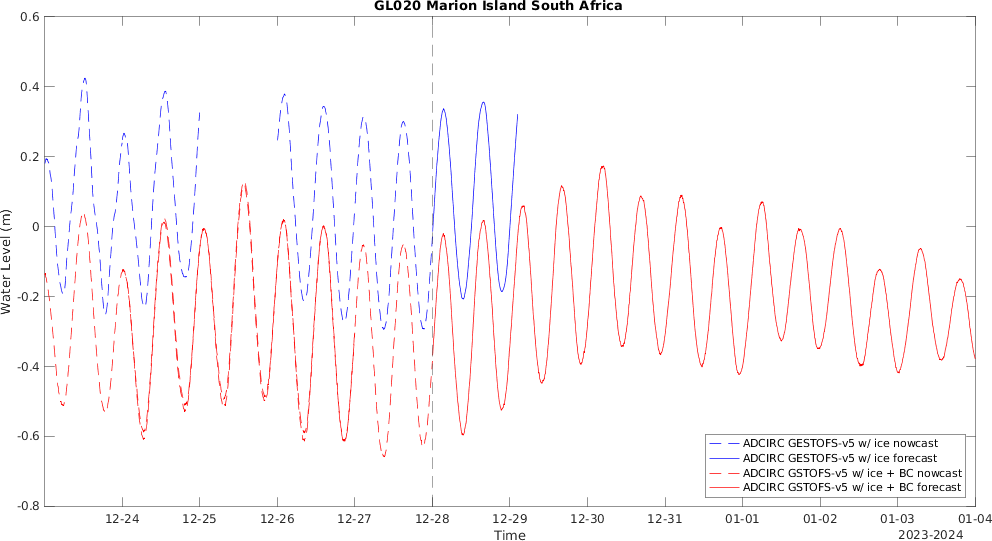 GL020 Marion Island South Africa
0.6
0.4
0.2
0
-0.2
-0.4
-0.6
-0.8
Water Level (m)
12-24 12-25 12-26 12-27 12-28 12-29 12-30 12-31 01-01 01-02 01-03 01-04
Time
2023-2024
ADCIRC GESTOFS-v5 w/ ice nowcast
ADCIRC GESTOFS-v5 w/ ice forecast
ADCIRC GSTOFS-v5 w/ ice + BC nowcast
ADCIRC GSTOFS-v5 w/ ice + BC forecast